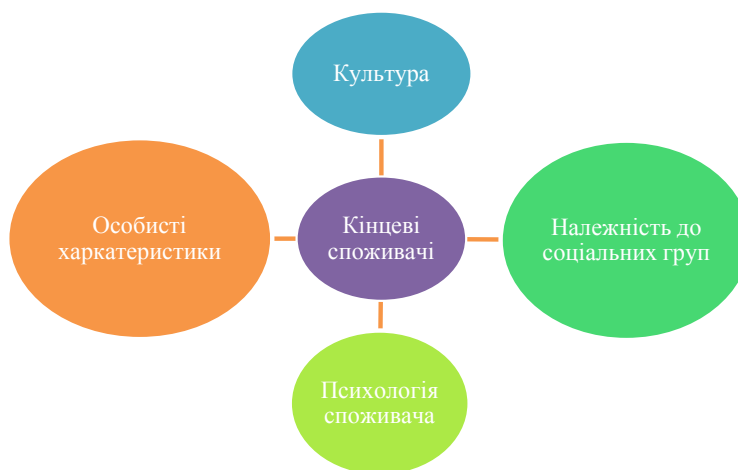 Культура
Особисті
харкатеристики
Кінцеві
споживачі
Належність до
соціальних груп
Психологія
споживача